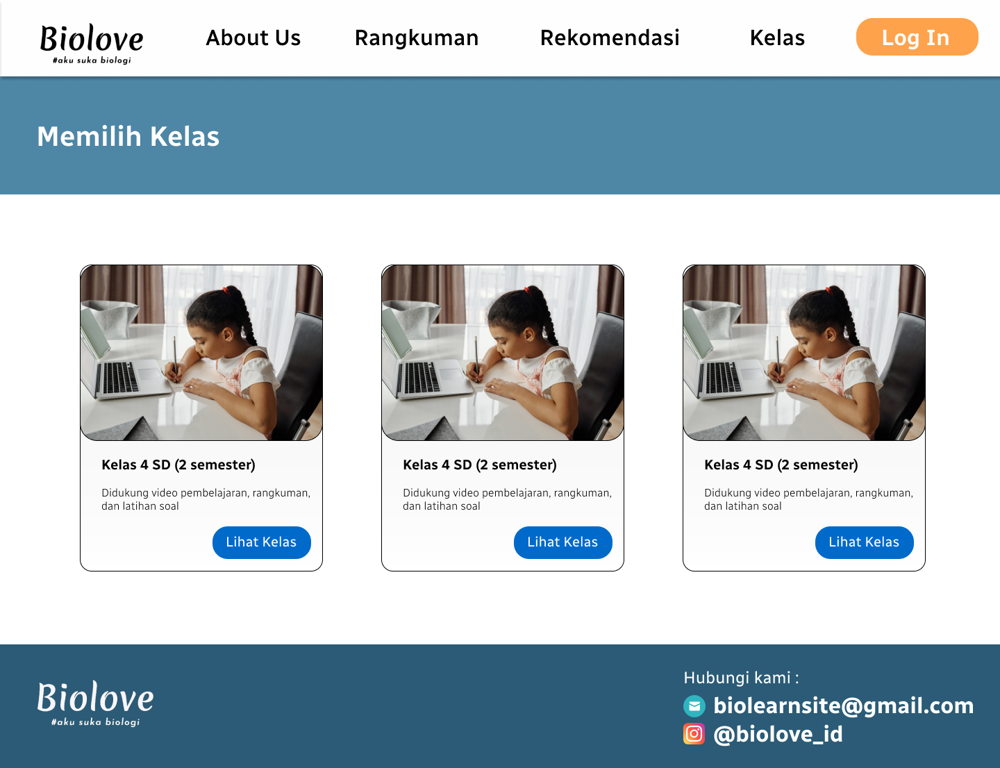 Biolove
#aku suka biologi
About Us
Rangkuman
Rekomendasi
Kelas
Log In
Memilih Kelas
Kelas 4 SD (2 semester)
Didukung video pembelajaran, rangkuman,
dan latihan soal
Lihat Kelas
Kelas 4 SD (2 semester)
Didukung video pembelajaran, rangkuman,
dan latihan soal
Lihat Kelas
Kelas 4 SD (2 semester)
Didukung video pembelajaran, rangkuman,
dan latihan soal
Lihat Kelas
Biolove
#aku suka biologi
Hubungi kami :
biolearnsite@gmail.com
@biolove_id